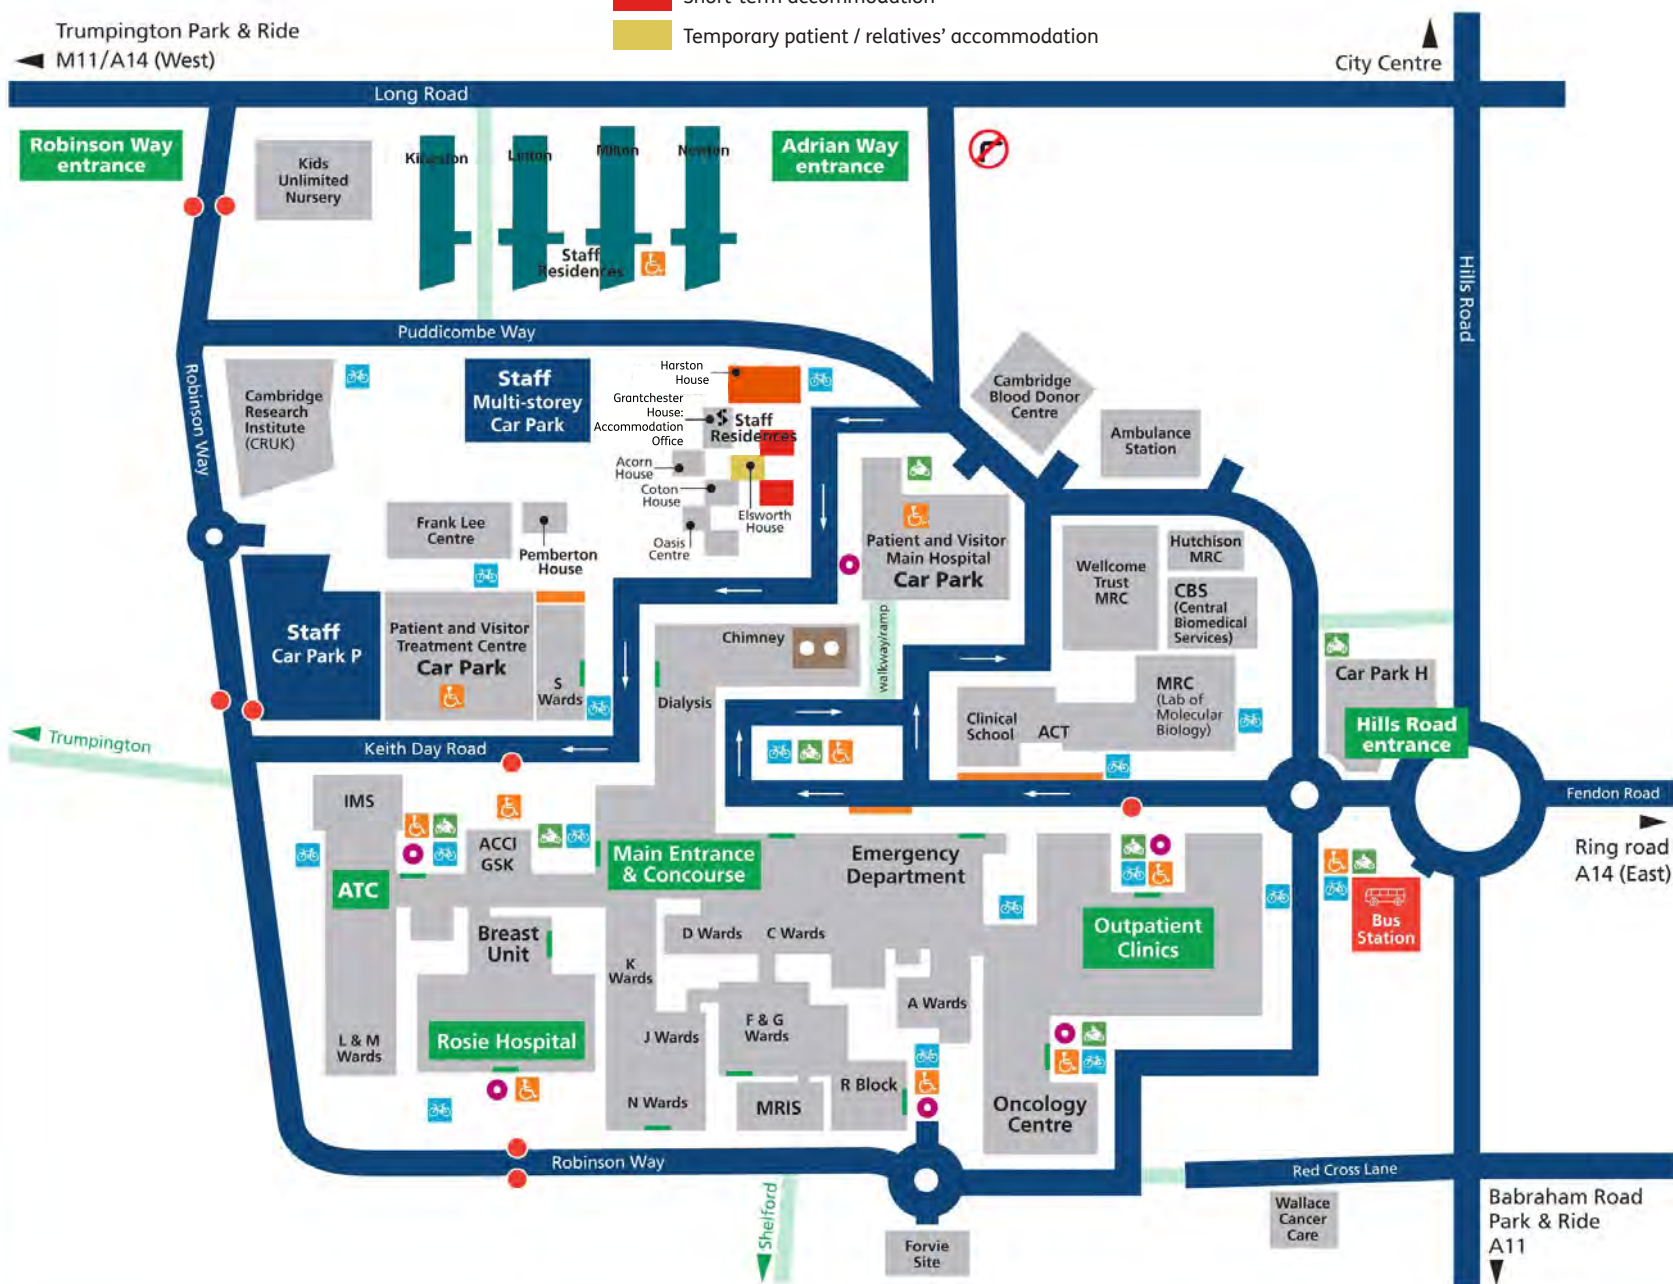 Short-term accommodation
Temporary patient / relatives' accommodation
Trumpington Park & Ride
M11/A14 (West)
City Centre
Long Road
Robinson Way
entrance
Kids
Unlimited
Nursery
Kingston
Linton
Milton
Newton
Adrian Way
entrance
Staff
Residences
Hills Road
Puddicombe Way
Robinson Way
Cambridge
Research
Institute
(CRUK)
Staff
Multi-storey
Car Park
Harston
House
Grantchester
House:
Accommodation
Office
$ Staff
Residences
Acorn
House
Coton
House
Elsworth
House
Oasis
Centre
Cambridge
Blood Donor
Centre
Ambulance
Station
Frank Lee
Centre
Pemberton
House
Patient and Visitor
Main Hospital
Car Park
Wellcome
Trust
MRC
Hutchison
MRC
CBS
(Central
Biomedical
Services)
Staff
Car Park P
Patient and Visitor
Treatment Centre
Car Park
S
Wards
Chimney
Dialysis
walkway/ramp
MRC
(Lab of
Molecular
Biology)
Clinical
School
ACT
Car Park H
Hills Road
entrance
Trumpington
Keith Day Road
Fendon Road
Ring road
A14 (East)
IMS
ACCI
GSK
ATC
Main Entrance
& Concourse
Emergency
Department
Outpatient
Clinics
Bus
Station
Breast
Unit
D Wards
C Wards
K
Wards
A Wards
F & G
Wards
J Wards
L & M
Wards
Rosie Hospital
R Block
N Wards
MRIS
Oncology
Centre
Robinson Way
Red Cross Lane
Shelford
Wallace
Cancer
Care
Forvie
Site
Babraham Road
Park & Ride
A11